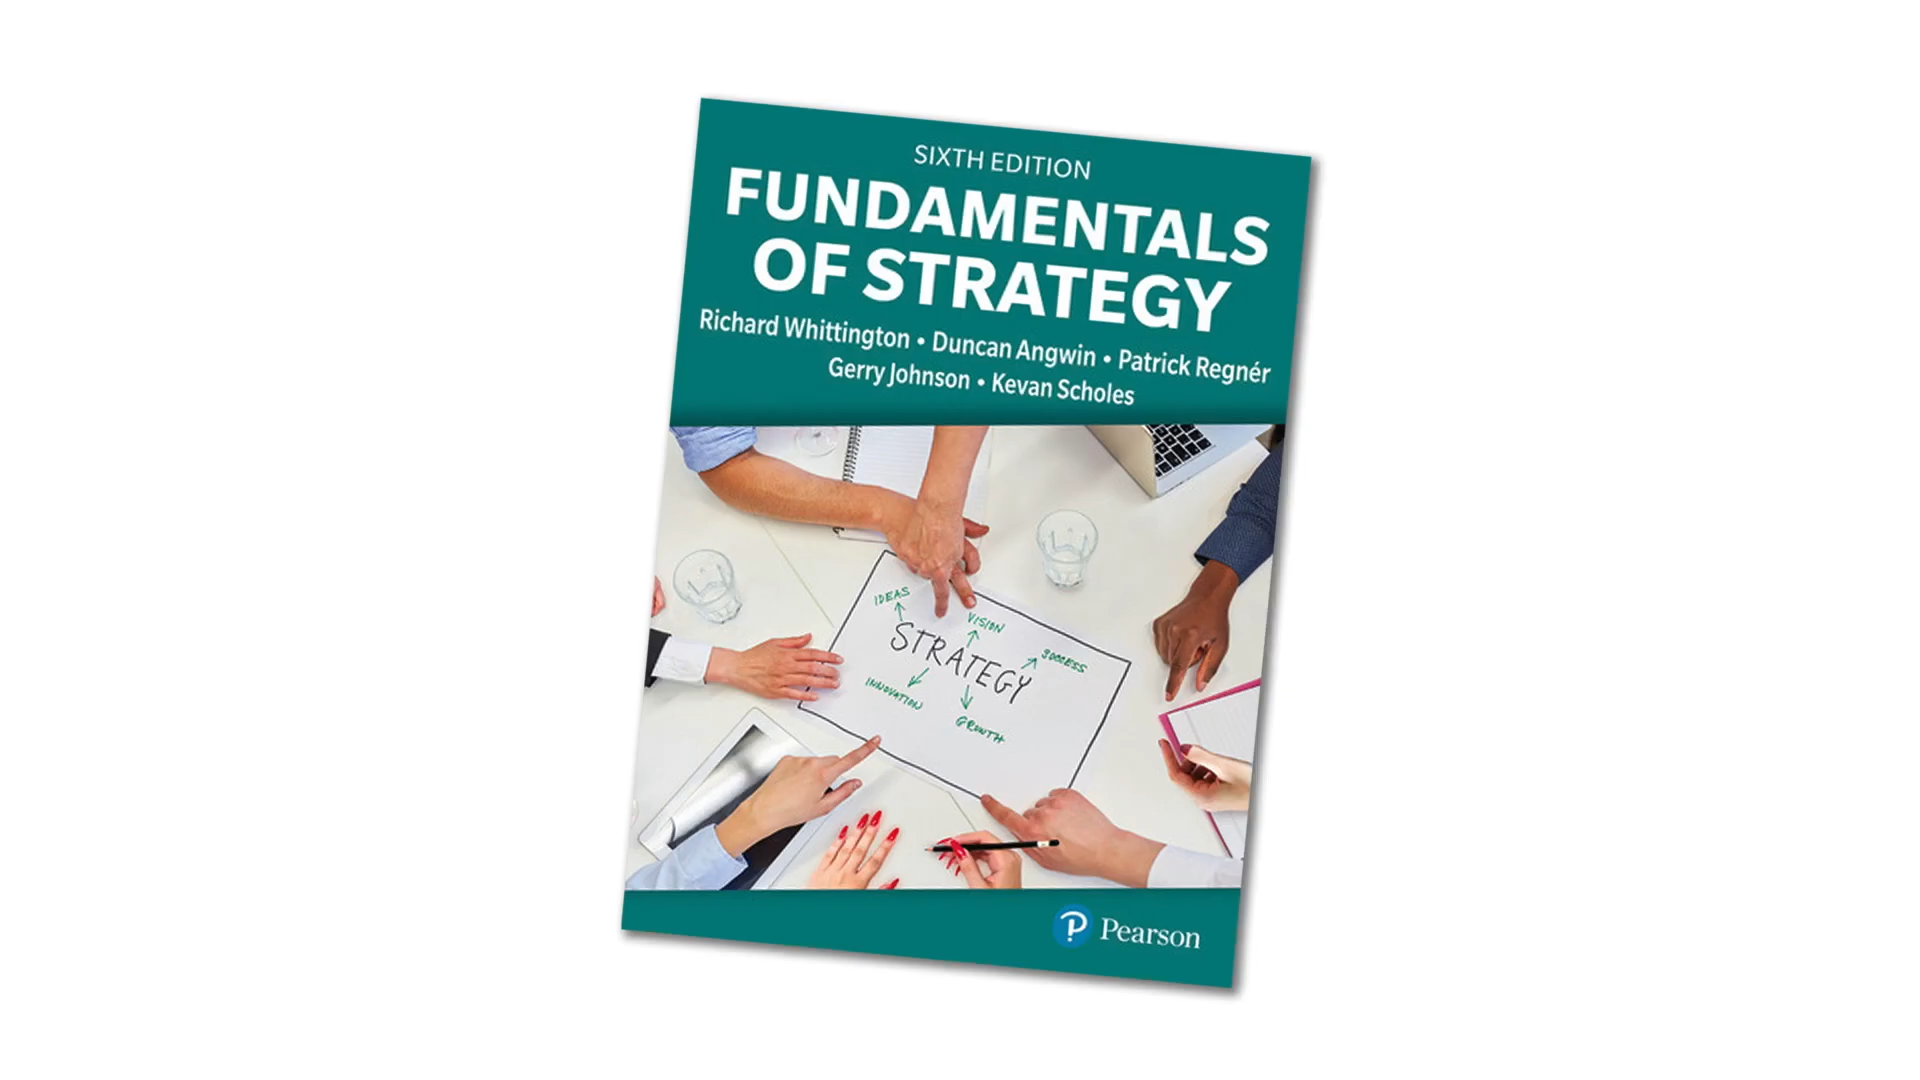 SIXTH EDITION
FUNDAMENTALS
OF STRATEGY
Richard Whittington • Duncan Angwin • Patrick Regnér
Gerry Johnson • Kevan Scholes
IDEAS
VISION
STRATEGY
SUCCESS
INNOVATION
GROWTH
Pearson